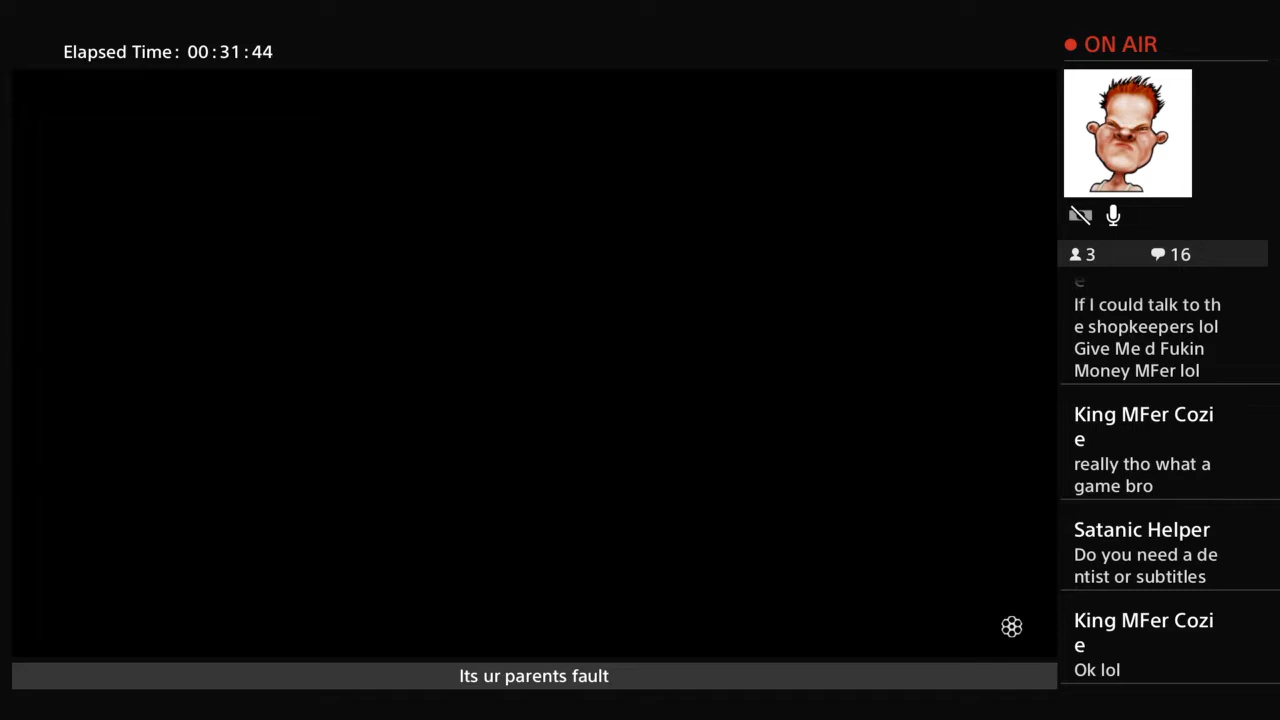 Elapsed Time: 00:31:44
ON AIR
3 16
e
If I could talk to th
e shopkeepers lol
Give Me d Fukin
Money MFer lol
King MFer Cozi
e
really tho what a
game bro
Satanic Helper
Do you need a de
ntist or subtitles
King MFer Cozi
e
Ok lol
Its ur parents fault